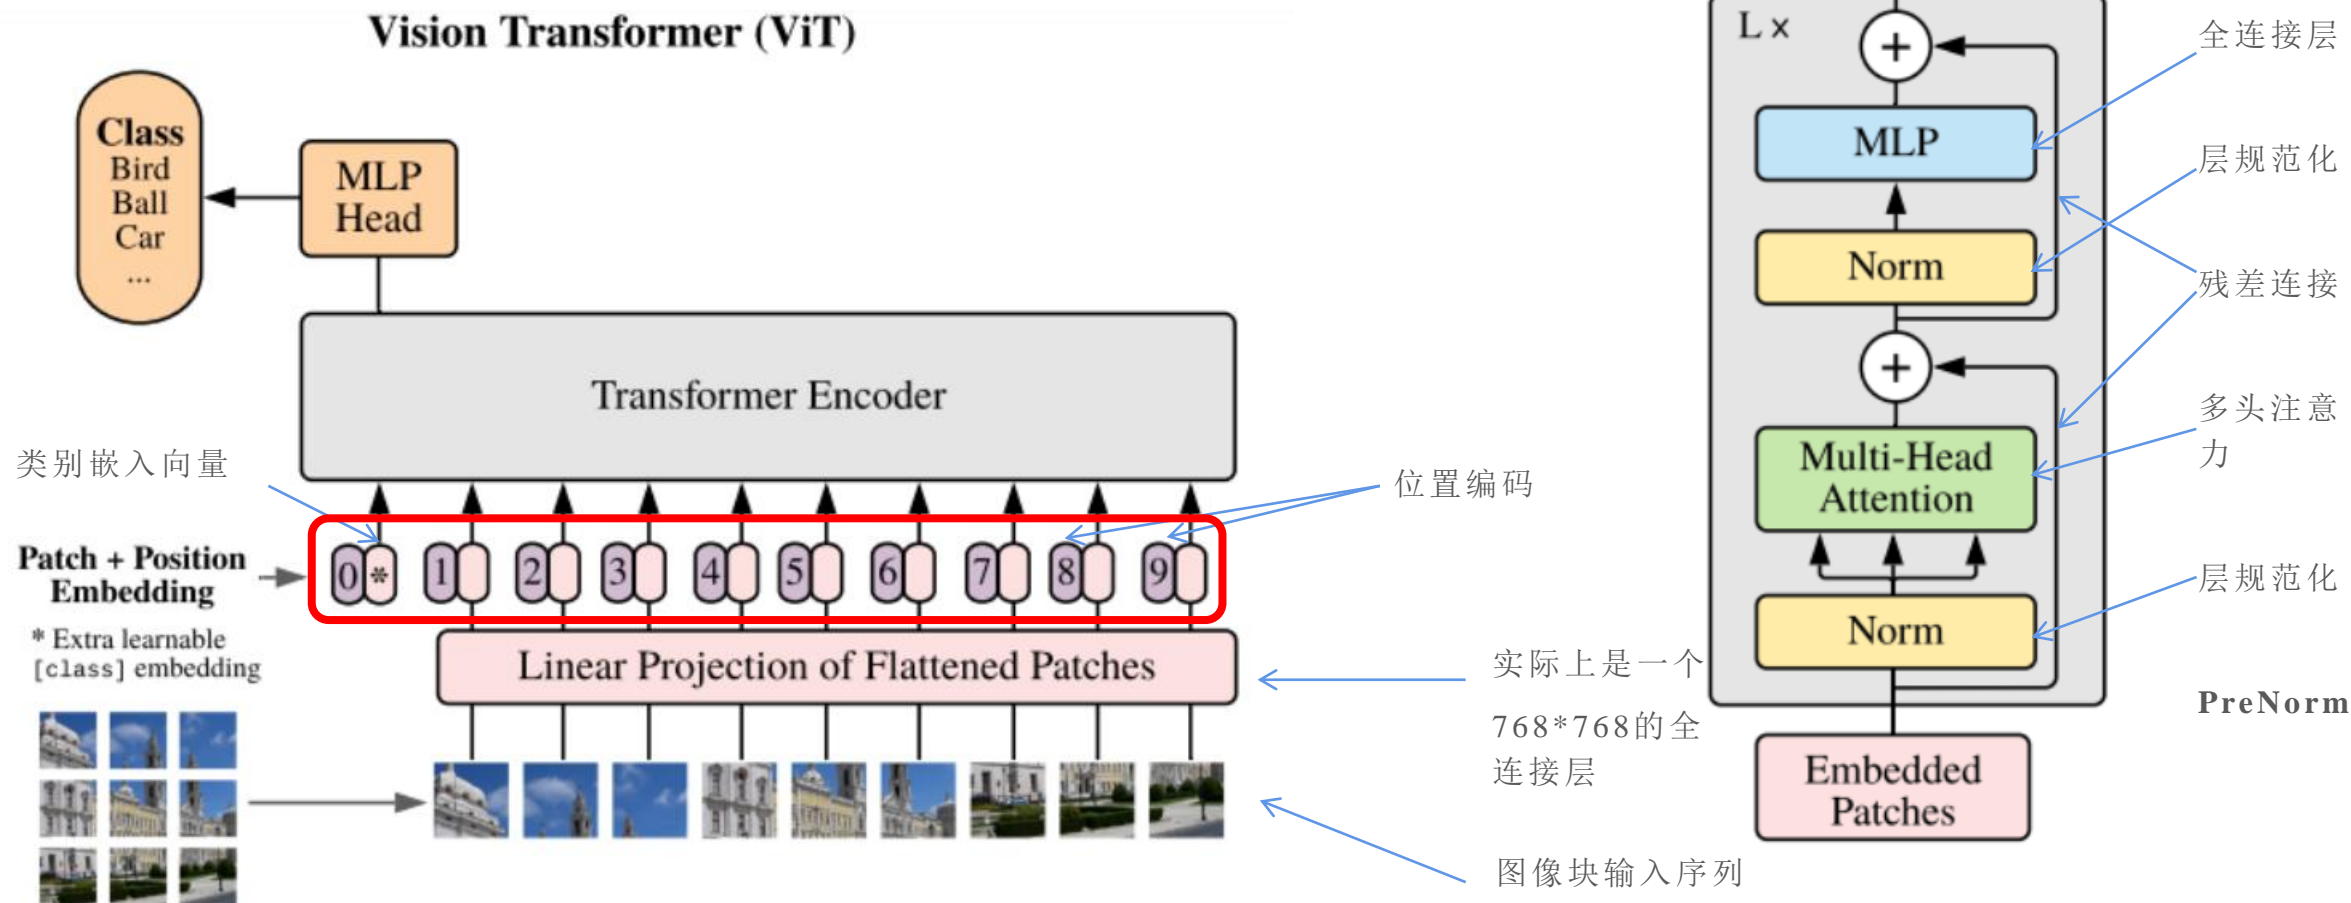 Vision Transformer (ViT)
Class
Bird
Ball
Car
...
MLP
Head
Transformer Encoder
类别嵌入向量
位置编码
Patch + Position
Embedding
0 * 1 2 3 4 5 6 7 8 9
* Extra learnable
[class] embedding
Linear Projection of Flattened Patches
实际上是一个
768*768的全
连接层
图像块输入序列
L ×
+
全连接层
MLP
层规范化
Norm
残差连接
+
多头注意
力
Multi-Head
Attention
层规范化
Norm
PreNorm
Embedded
Patches